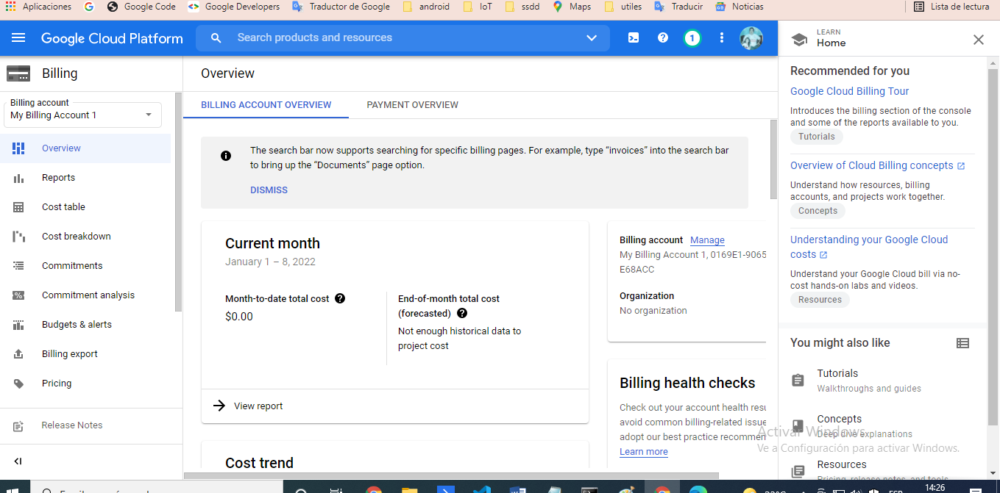 Aplicaciones
Google Code
Google Developers
Traductor de Google
android
IoT
ssdd
Maps
utiles
Traducir
Noticias
Lista de lectura
Google Cloud Platform
Search products and resources
1
LEARN
Home
Billing
Billing account
My Billing Account 1
Overview
Reports
Cost table
Cost breakdown
Commitments
Commitment analysis
Budgets & alerts
Billing export
Pricing
Release Notes
Overview
BILLING ACCOUNT OVERVIEW
PAYMENT OVERVIEW
The search bar now supports searching for specific billing pages. For example, type “invoices” into the search bar
to bring up the “Documents” page option.
DISMISS
Current month
January 1 – 8, 2022
Month-to-date total cost
$0.00
End-of-month total cost
(forecasted)
Not enough historical data to
project cost
View report
Cost trend
Billing account Manage
My Billing Account 1, 0169E1-9065
E68ACC
Organization
No organization
Billing health checks
Check out your account health resu
avoid common billing-related issue
adopt our best practice recommen
Learn more
Recommended for you
Google Cloud Billing Tour
Introduces the billing section of the console
and some of the reports available to you.
Tutorials
Overview of Cloud Billing concepts
Understand how resources, billing
accounts, and projects work together.
Concepts
Understanding your Google Cloud
costs
Understand your Google Cloud bill via no-
cost hands-on labs and videos.
Resources
You might also like
Tutorials
Walkthroughs and guides
Concepts
Deep dive explanations
Activar Windows
Ve a Configuración para activar Windows.
Resources
Pricing, release notes, and tools
14:26